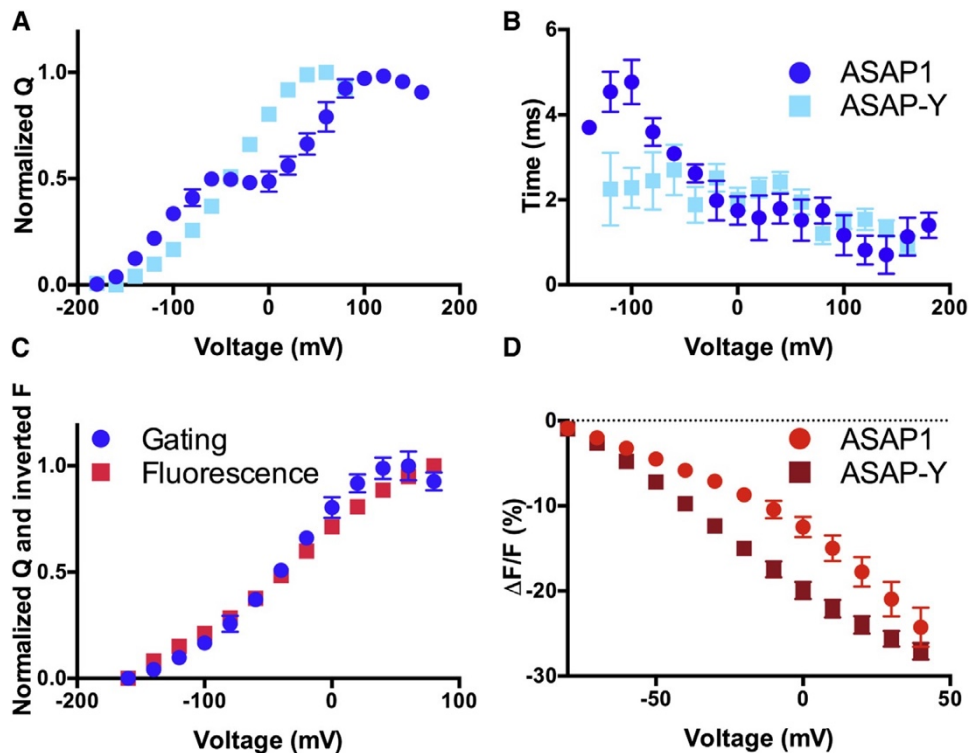 A
Normalized Q
1.0
0.5
0.0
-200
-100
0
100
200
Voltage (mV)
B
Time (ms)
6
4
2
0
-100
0
100
200
Voltage (mV)
ASAP1
ASAP-Y
C
Normalized Q and inverted F
1.0
0.5
0.0
-200
-100
0
100
Voltage (mV)
Gating
Fluorescence
D
ΔF/F (%)
0
-10
-20
-30
-50
0
50
Voltage (mV)
ASAP1
ASAP-Y